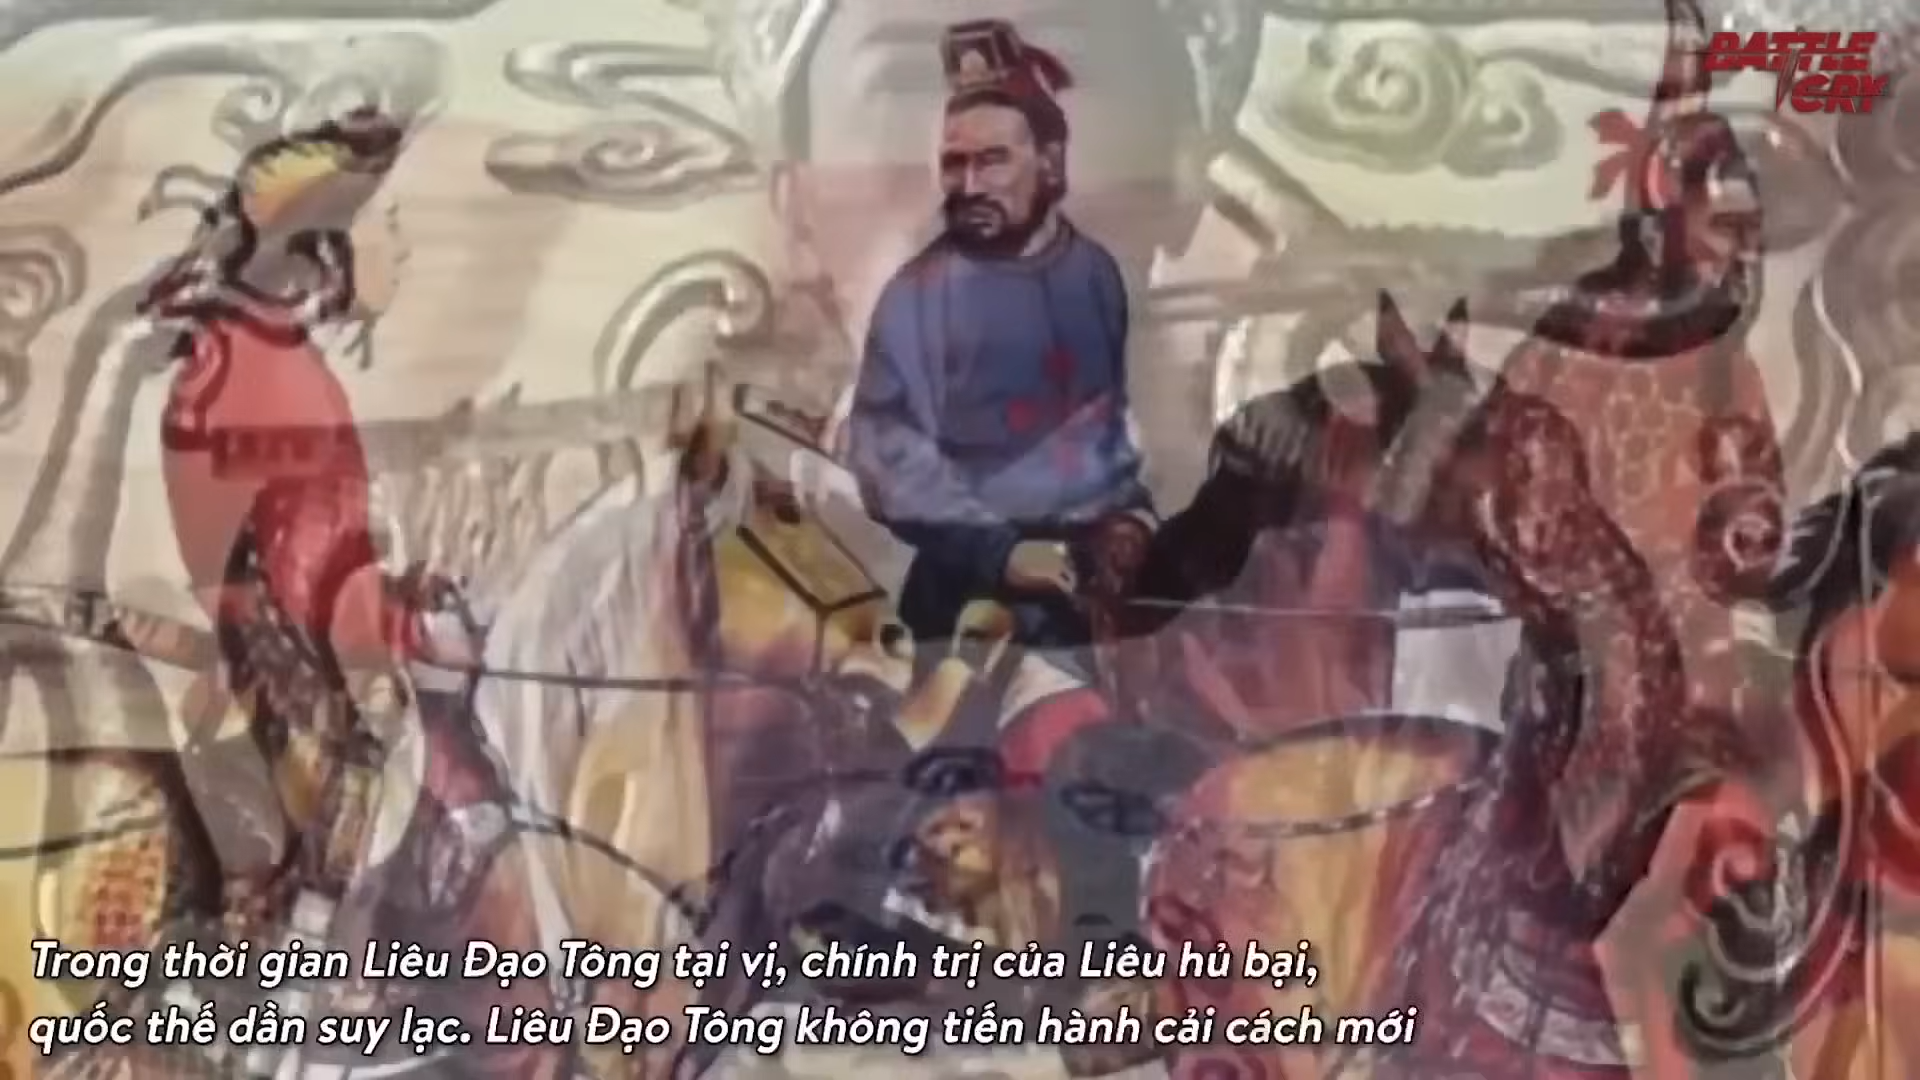 BATTLE
CRY
Trong thời gian Liêu Đạo Tông tại vị, chính trị của Liêu hủ bại,
quốc thế dần suy lạc. Liêu Đạo Tông không tiến hành cải cách mới